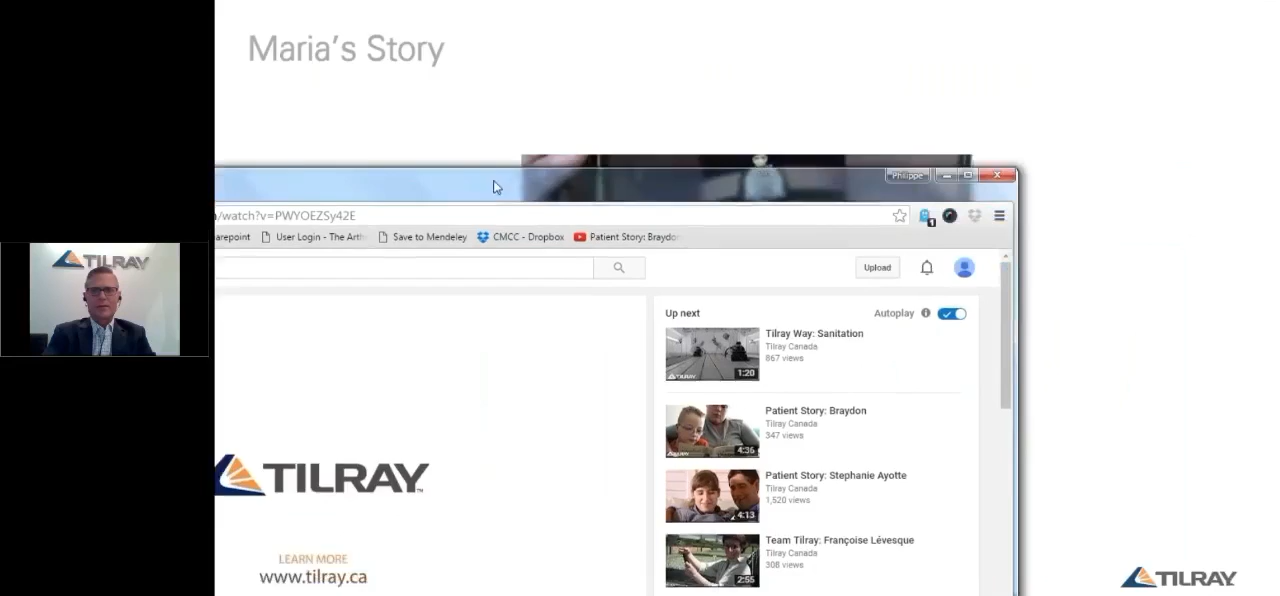 Maria's Story
Philippe
/watch?v=PWYOEZSy42E
arepoint
User Login - The Arth
Save to Mendeley
CMCC - Dropbox
Patient Story: Braydon
1
Upload
TILRAY
Up next
Autoplay
Tilray Way: Sanitation
Tilray Canada
867 views
1:20
TILRAY
Patient Story: Braydon
Tilray Canada
347 views
4:36
TILRAY
Patient Story: Stephanie Ayotte
Tilray Canada
1,520 views
4:13
TILRAY
Team Tilray: Françoise Lévesque
Tilray Canada
308 views
2:55
LEARN MORE
www.tilray.ca
TILRAY